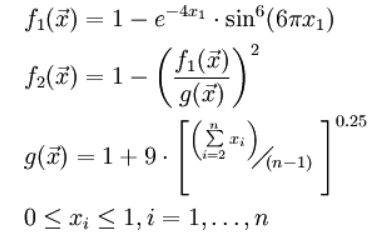 f₁(x⃗) = 1 − e^{−4x₁} · sin⁶(6πx₁)
f₂(x⃗) = 1 − (f₁(x⃗) / g(x⃗))²
g(x⃗) = 1 + 9 · [(∑_{i=2}^{n} xᵢ) / (n−1)]^{0.25}
0 ≤ xᵢ ≤ 1, i = 1, . . . , n